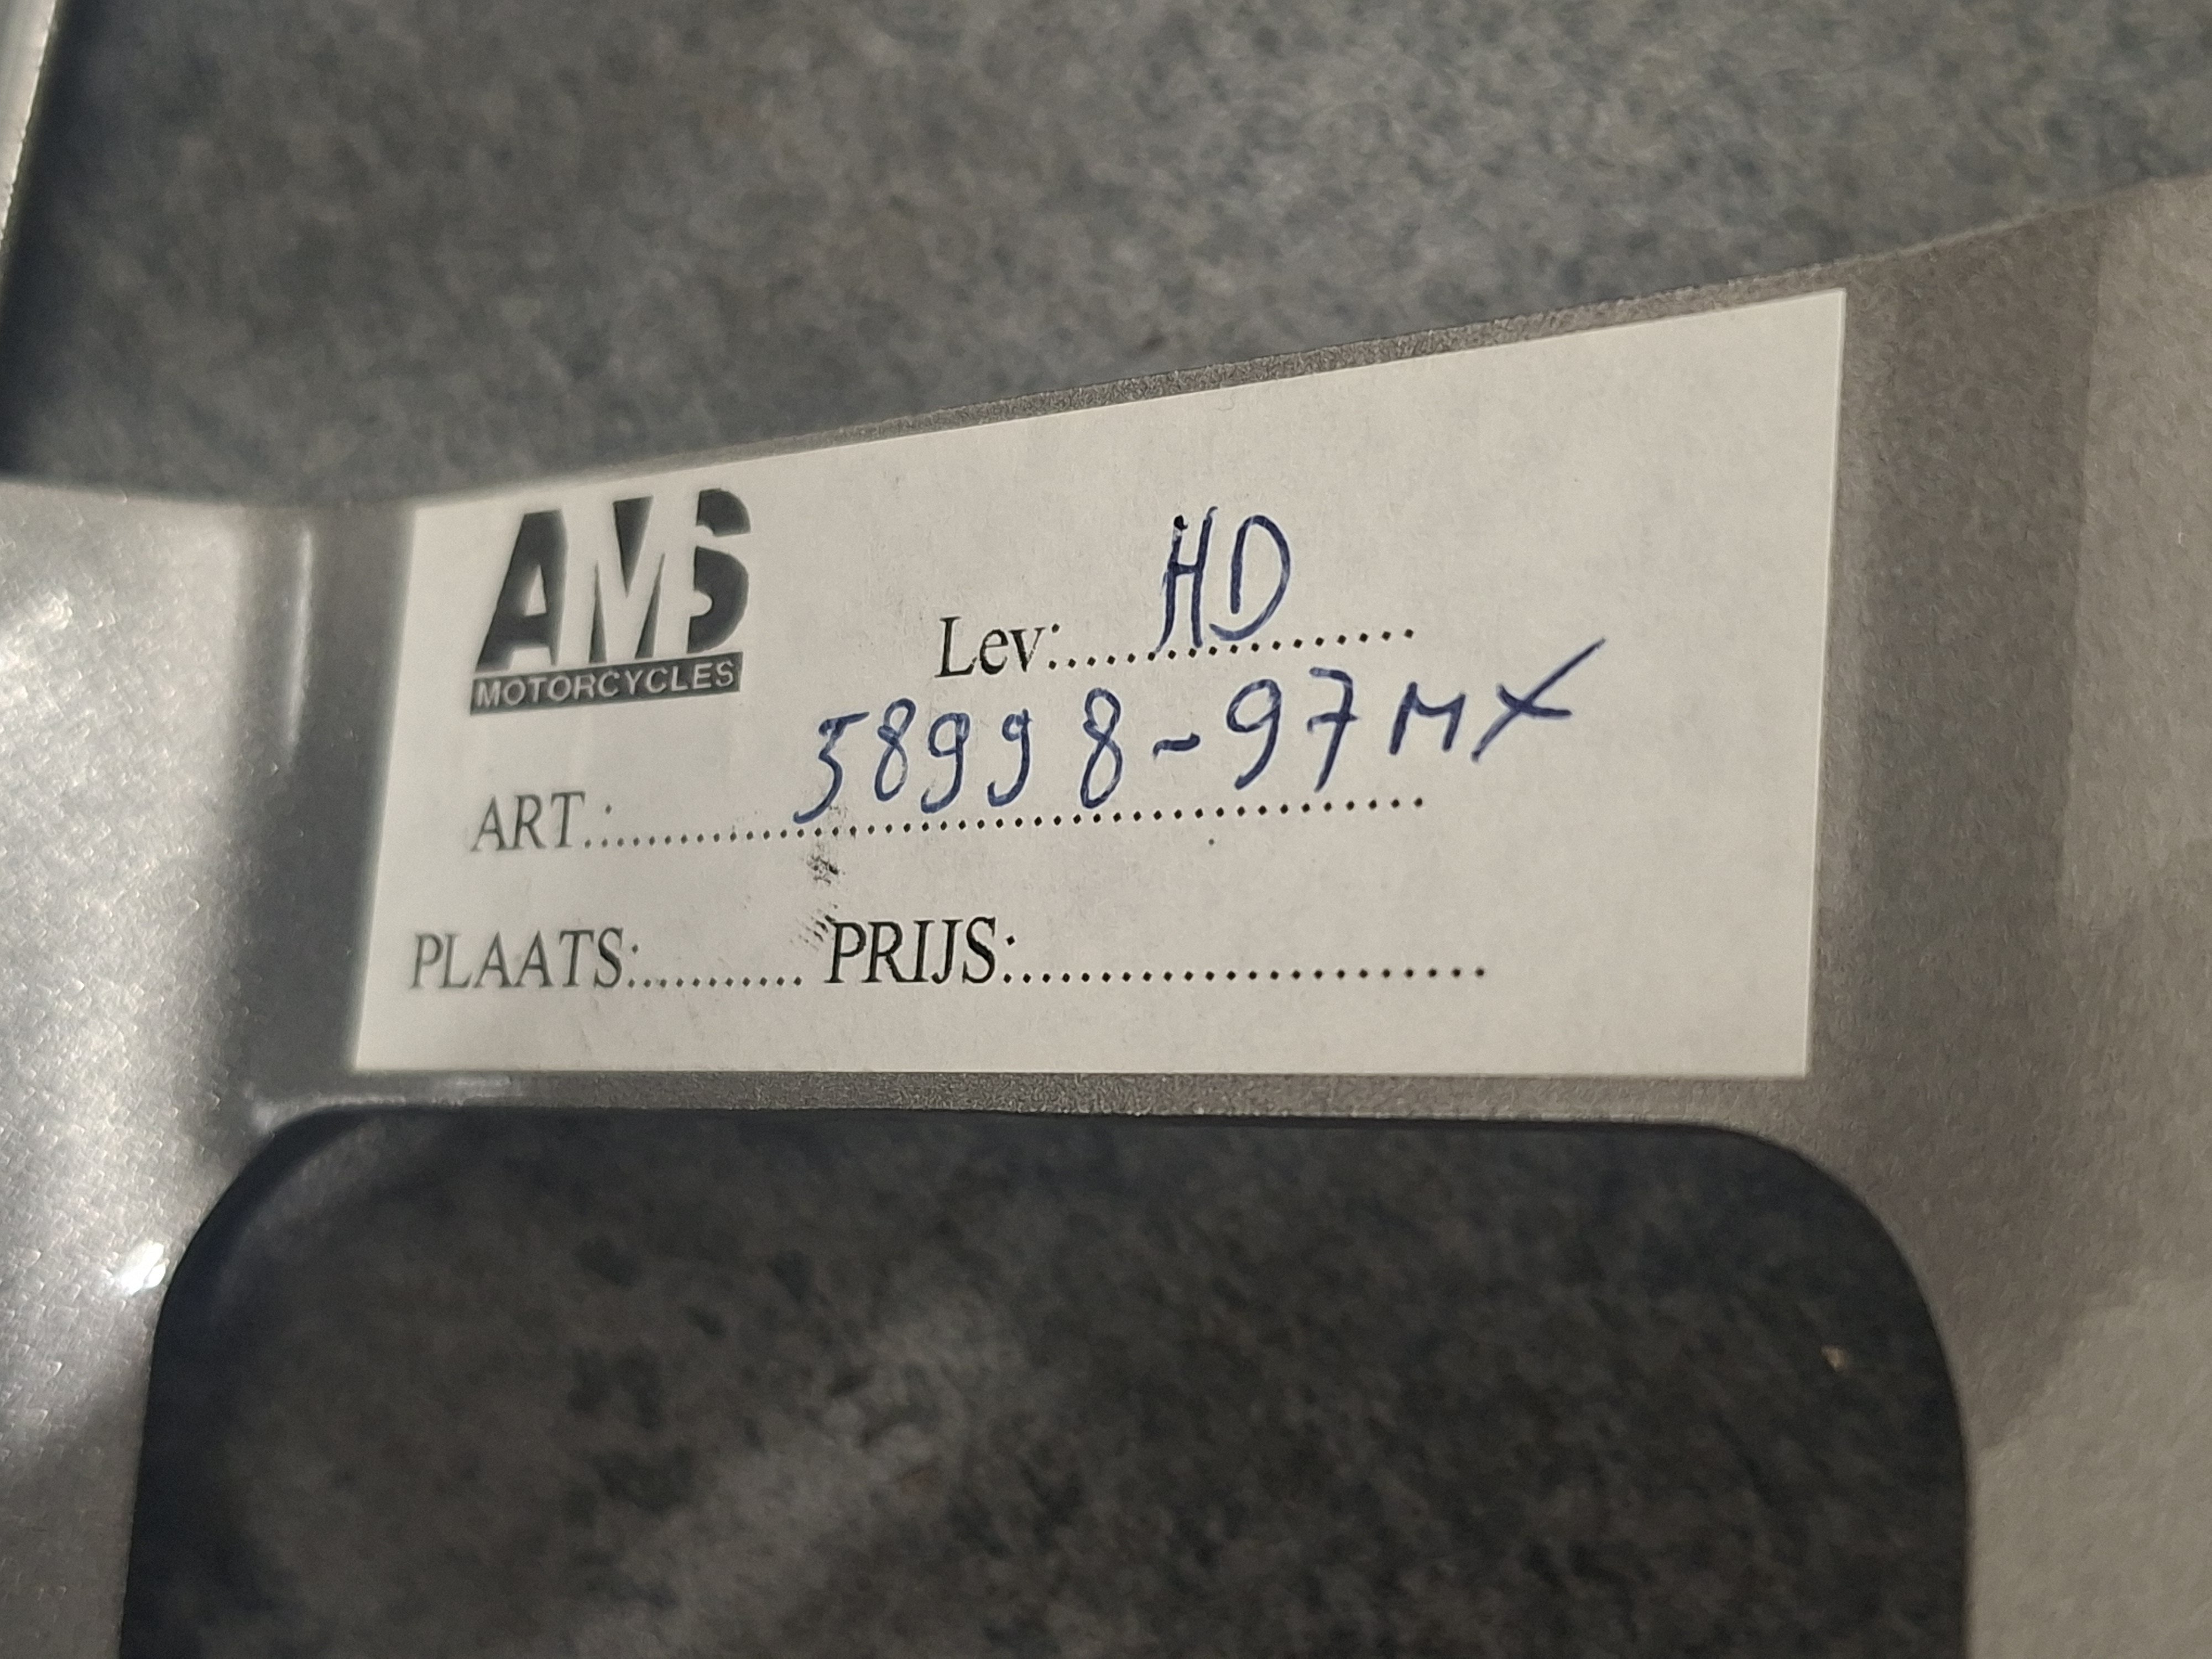 AMS
MOTORCYCLES
Lev:..................HD
ART.:..............58998-97MX
PLAATS:........... PRIJS:........................